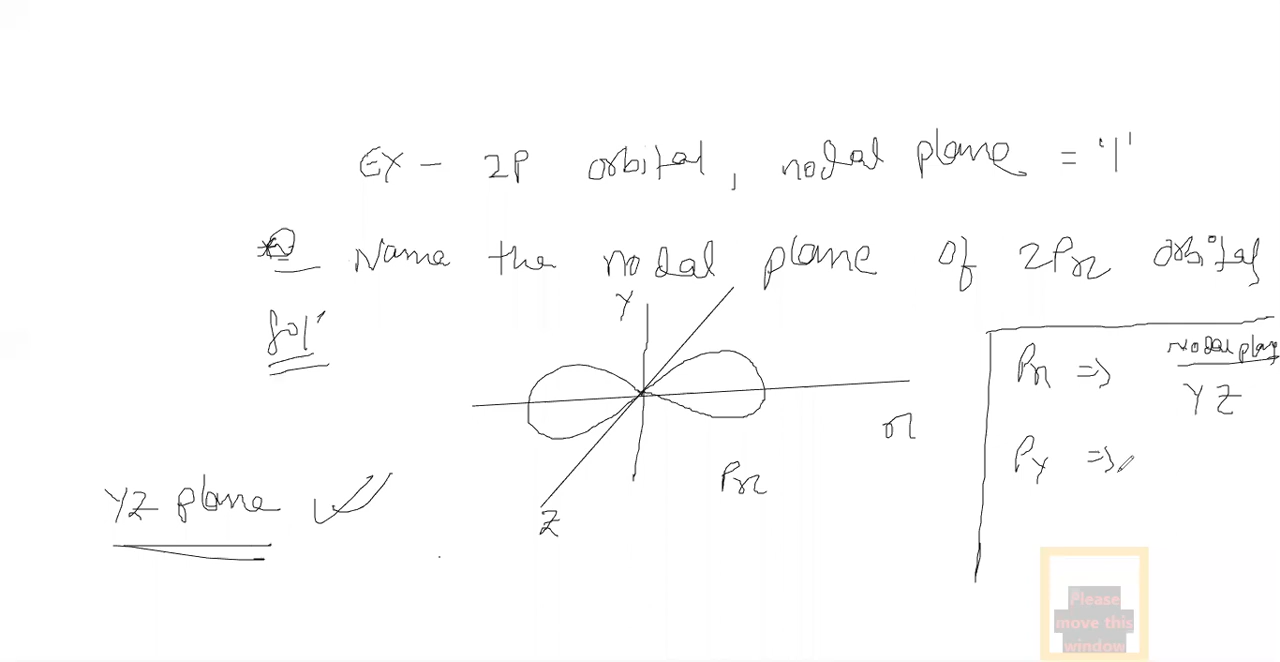 EX - 2P orbital, nodal plane = '1'
Q Name the nodal plane of 2Px orbital
Sol'
Y
x
Px
Z
YZ plane
Nodal plane
Px => YZ
Py =>
Please
move this
window